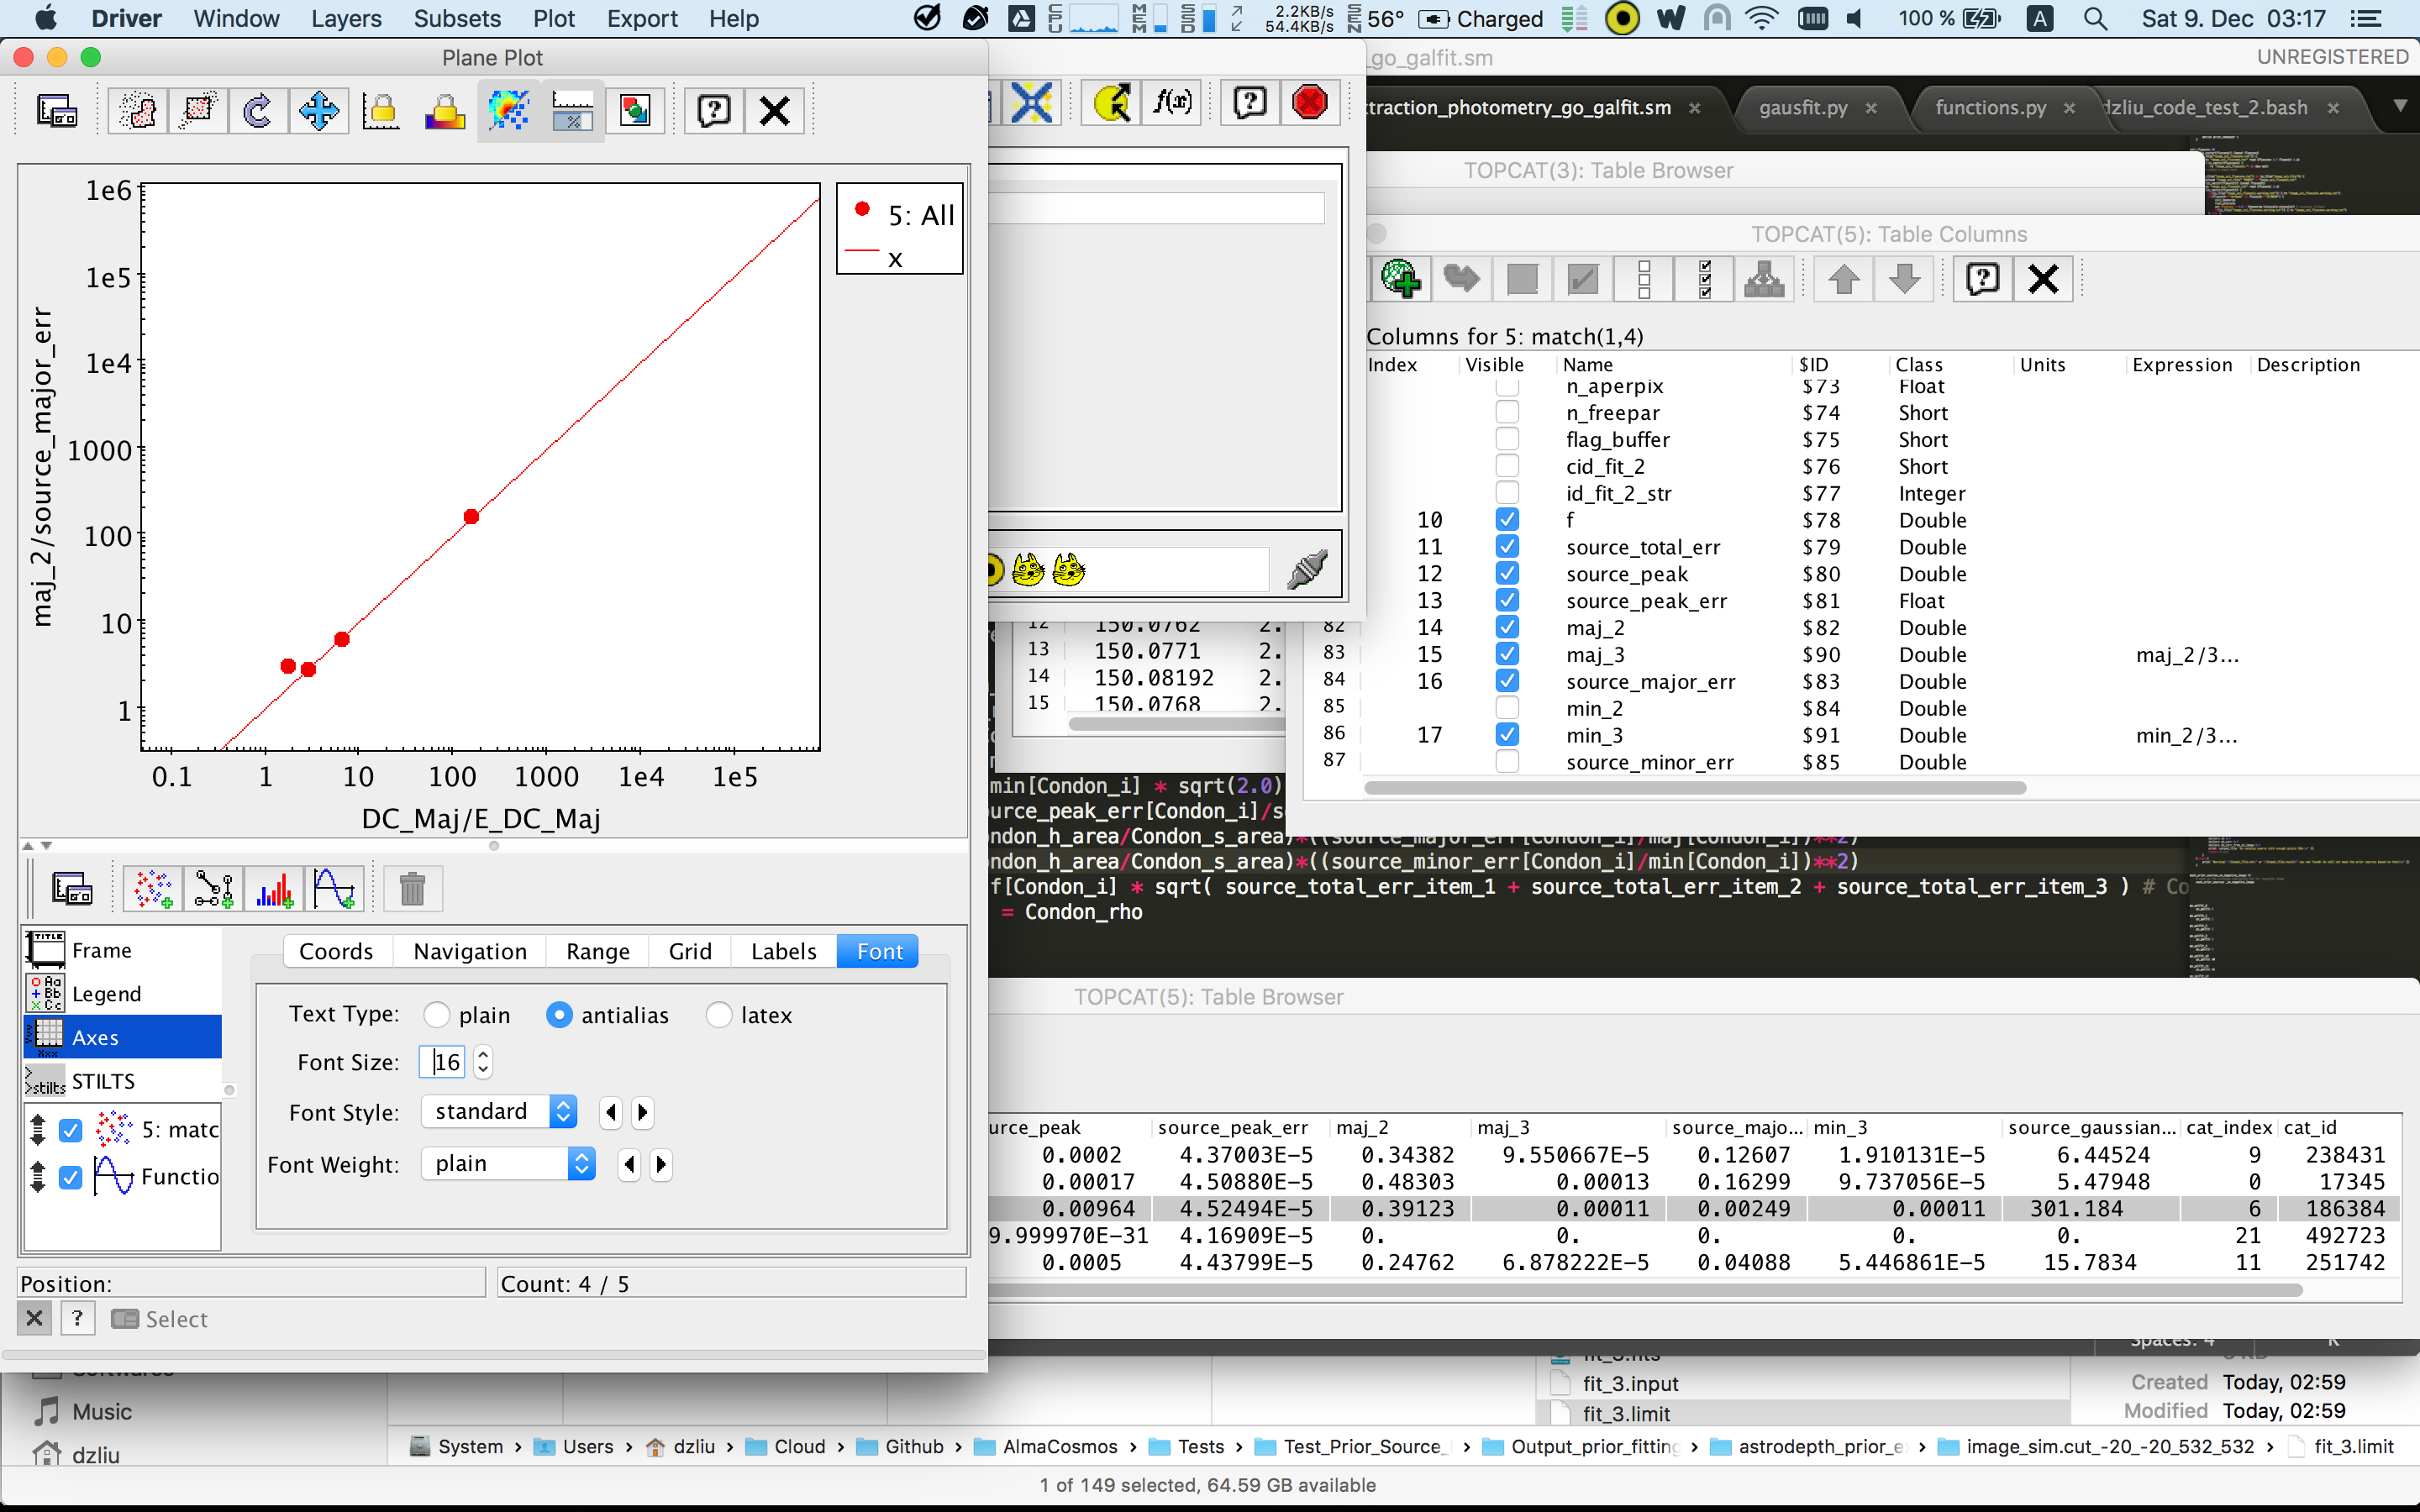 Driver Window Layers Subsets Plot Export Help
CPU MEM SSD 2.2KB/s 54.4KB/s SEN 56° Charged 100 % A Sat 9. Dec 03:17
Plane Plot
_go_galfit.sm
UNREGISTERED
traction_photometry_go_galfit.sm × gausfit.py × functions.py × dzliu_code_test_2.bash ×
f(x)
TOPCAT(3): Table Browser
TOPCAT(5): Table Columns
1e6
1e5
1e4
1000
100
10
1
maj_2/source_major_err
0.1 1 10 100 1000 1e4 1e5
DC_Maj/E_DC_Maj
5: All
x
Columns for 5: match(1,4)
Index Visible Name $ID Class Units Expression Description
n_aperpix $73 Float
n_freepar $74 Short
flag_buffer $75 Short
cid_fit_2 $76 Short
id_fit_2_str $77 Integer
10 f $78 Double
11 source_total_err $79 Double
12 source_peak $80 Double
13 source_peak_err $81 Float
82 14 maj_2 $82 Double
83 15 maj_3 $90 Double maj_2/3...
84 16 source_major_err $83 Double
85 min_2 $84 Double
86 17 min_3 $91 Double min_2/3...
87 source_minor_err $85 Double
12 150.0762 2.
13 150.0771 2.
14 150.08192 2.
15 150.0768 2.
min[Condon_i] * sqrt(2.0)
ource_peak_err[Condon_i]/s
ondon_h_area/Condon_s_area)*((source_major_err[Condon_i]/maj[Condon_i])**2)
ondon_h_area/Condon_s_area)*((source_minor_err[Condon_i]/min[Condon_i])**2)
f[Condon_i] * sqrt( source_total_err_item_1 + source_total_err_item_2 + source_total_err_item_3 ) # Co
= Condon_rho
TITLE Frame
Legend
Axes
STILTS
5: matc
Functio
Coords Navigation Range Grid Labels Font
Text Type: plain antialias latex
Font Size: 16
Font Style: standard
Font Weight: plain
Position:
Count: 4 / 5
Select
TOPCAT(5): Table Browser
urce_peak source_peak_err maj_2 maj_3 source_majo... min_3 source_gaussian... cat_index cat_id
0.0002 4.37003E-5 0.34382 9.550667E-5 0.12607 1.910131E-5 6.44524 9 238431
0.00017 4.50880E-5 0.48303 0.00013 0.16299 9.737056E-5 5.47948 0 17345
0.00964 4.52494E-5 0.39123 0.00011 0.00249 0.00011 301.184 6 186384
9.999970E-31 4.16909E-5 0. 0. 0. 0. 0. 21 492723
0.0005 4.43799E-5 0.24762 6.878222E-5 0.04088 5.446861E-5 15.7834 11 251742
Spaces: 4
Softwares
Music
dzliu
fit_3.fits
fit_3.input
fit_3.limit
Created Today, 02:59
Modified Today, 02:59
System › Users › dzliu › Cloud › Github › AlmaCosmos › Tests › Test_Prior_Source_ › Output_prior_fitting › astrodepth_prior_e › image_sim.cut_-20_-20_532_532 › fit_3.limit
1 of 149 selected, 64.59 GB available